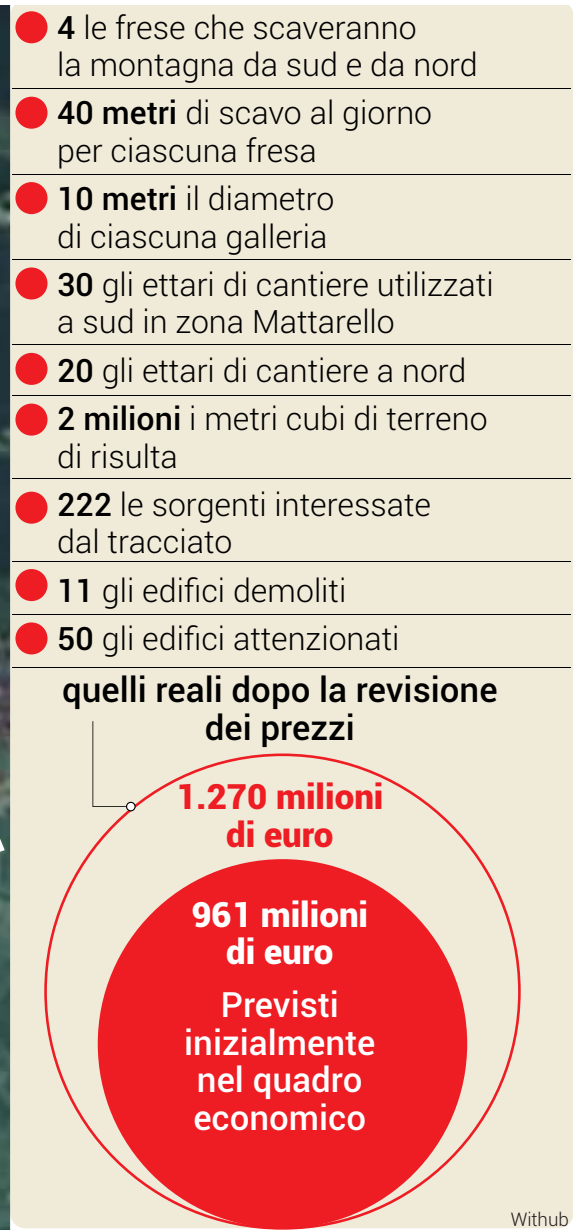 4 le frese che scaveranno
la montagna da sud e da nord
40 metri di scavo al giorno
per ciascuna fresa
10 metri il diametro
di ciascuna galleria
30 gli ettari di cantiere utilizzati
a sud in zona Mattarello
20 gli ettari di cantiere a nord
2 milioni i metri cubi di terreno
di risulta
222 le sorgenti interessate
dal tracciato
11 gli edifici demoliti
50 gli edifici attenzionati
quelli reali dopo la revisione
dei prezzi
1.270 milioni
di euro
961 milioni
di euro
Previsti
inizialmente
nel quadro
economico
Withub